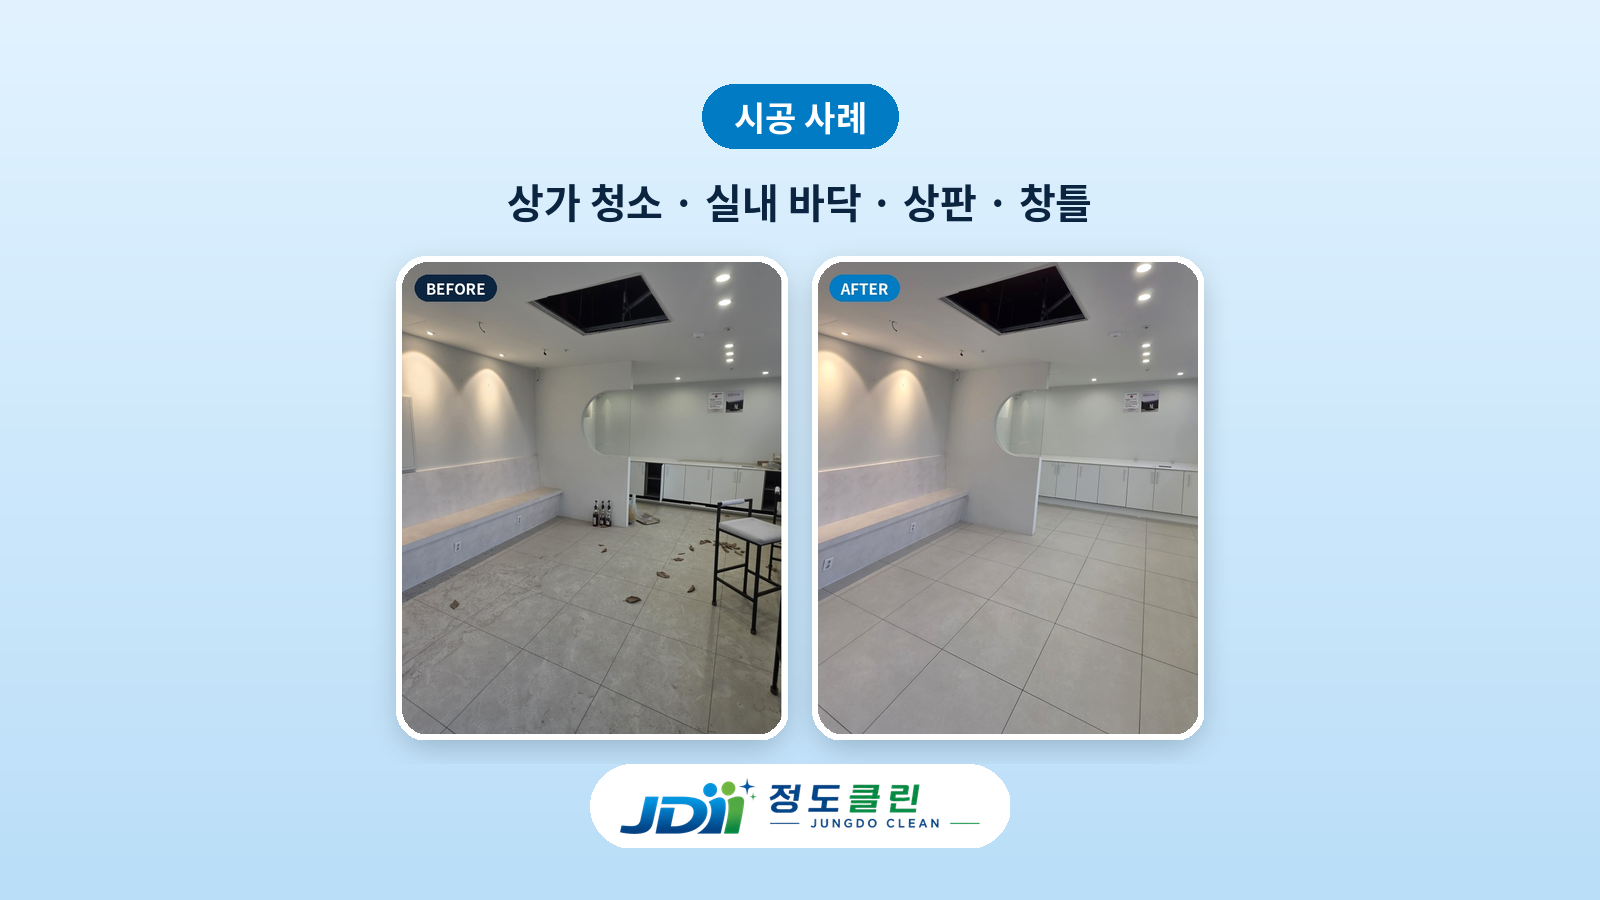 시공 사례
상가 청소 · 실내 바닥 · 상판 · 창틀
BEFORE
AFTER
JDii 정도클린
JUNGDO CLEAN